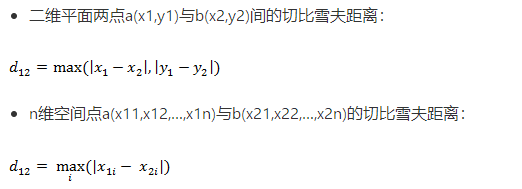 • 二维平面两点a(x1,y1)与b(x2,y2)间的切比雪夫距离：
d₁₂ = max(|x₁ − x₂|, |y₁ − y₂|)
• n维空间点a(x11,x12,…,x1n)与b(x21,x22,…,x2n)的切比雪夫距离：
d₁₂ = max(|x₁ᵢ − x₂ᵢ|)
i